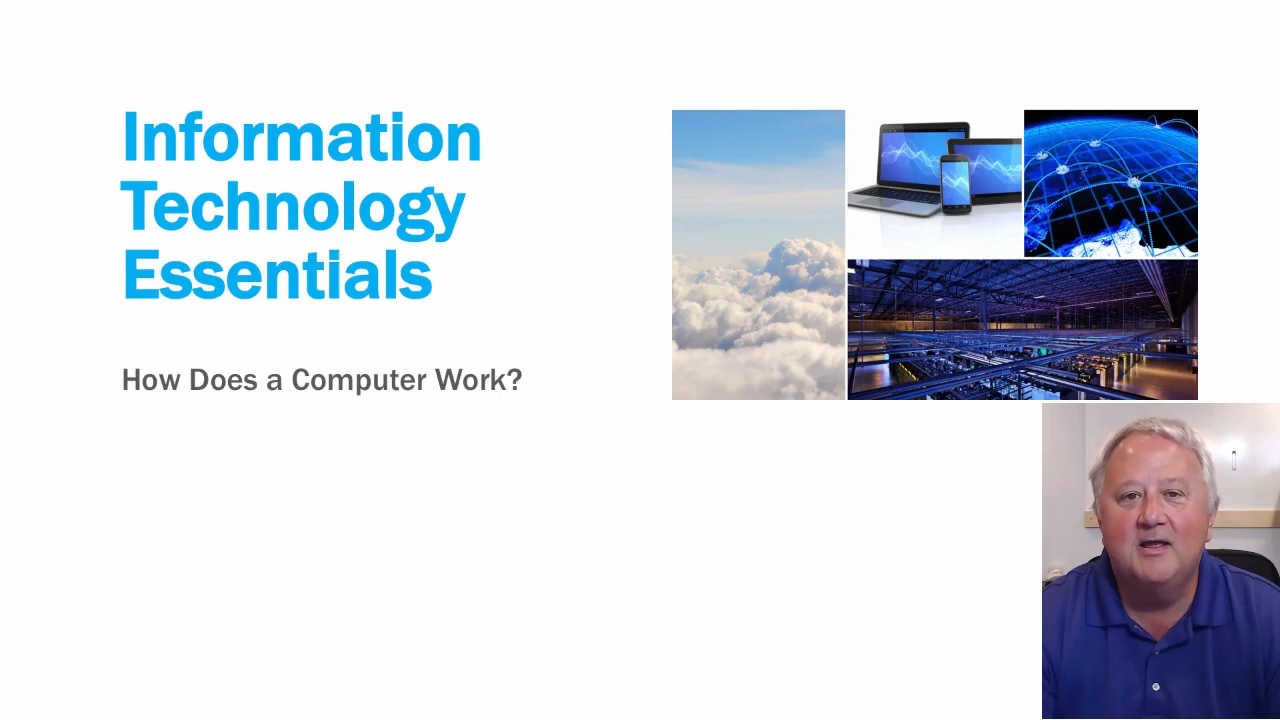 Information
Technology
Essentials
How Does a Computer Work?